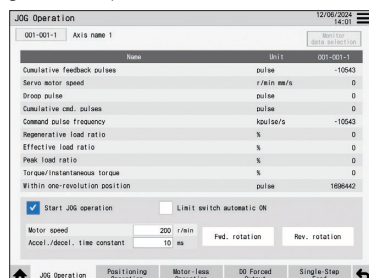 JOG Operation
12/06/2024
14:01
001-001-1 Axis name 1
Monitor
data selection
Name Unit 001-001-1
Cumulative feedback pulses pulse -10543
Servo motor speed r/min mm/s 0
Droop pulse pulse 0
Cumulative cmd. pulses pulse 0
Command pulse frequency kpulse/s -10543
Regenerative load ratio % 0
Effective load ratio % 0
Peak load ratio % 0
Torque/Instantaneous torque % 0
Within one-revolution position pulse 1696442
Start JOG operation Limit switch automatic ON
Motor speed 200 r/min
Accel./decel. time constant 10 ms
Fwd. rotation Rev. rotation
JOG Operation Positioning Motor-less DO Forced Single-Step